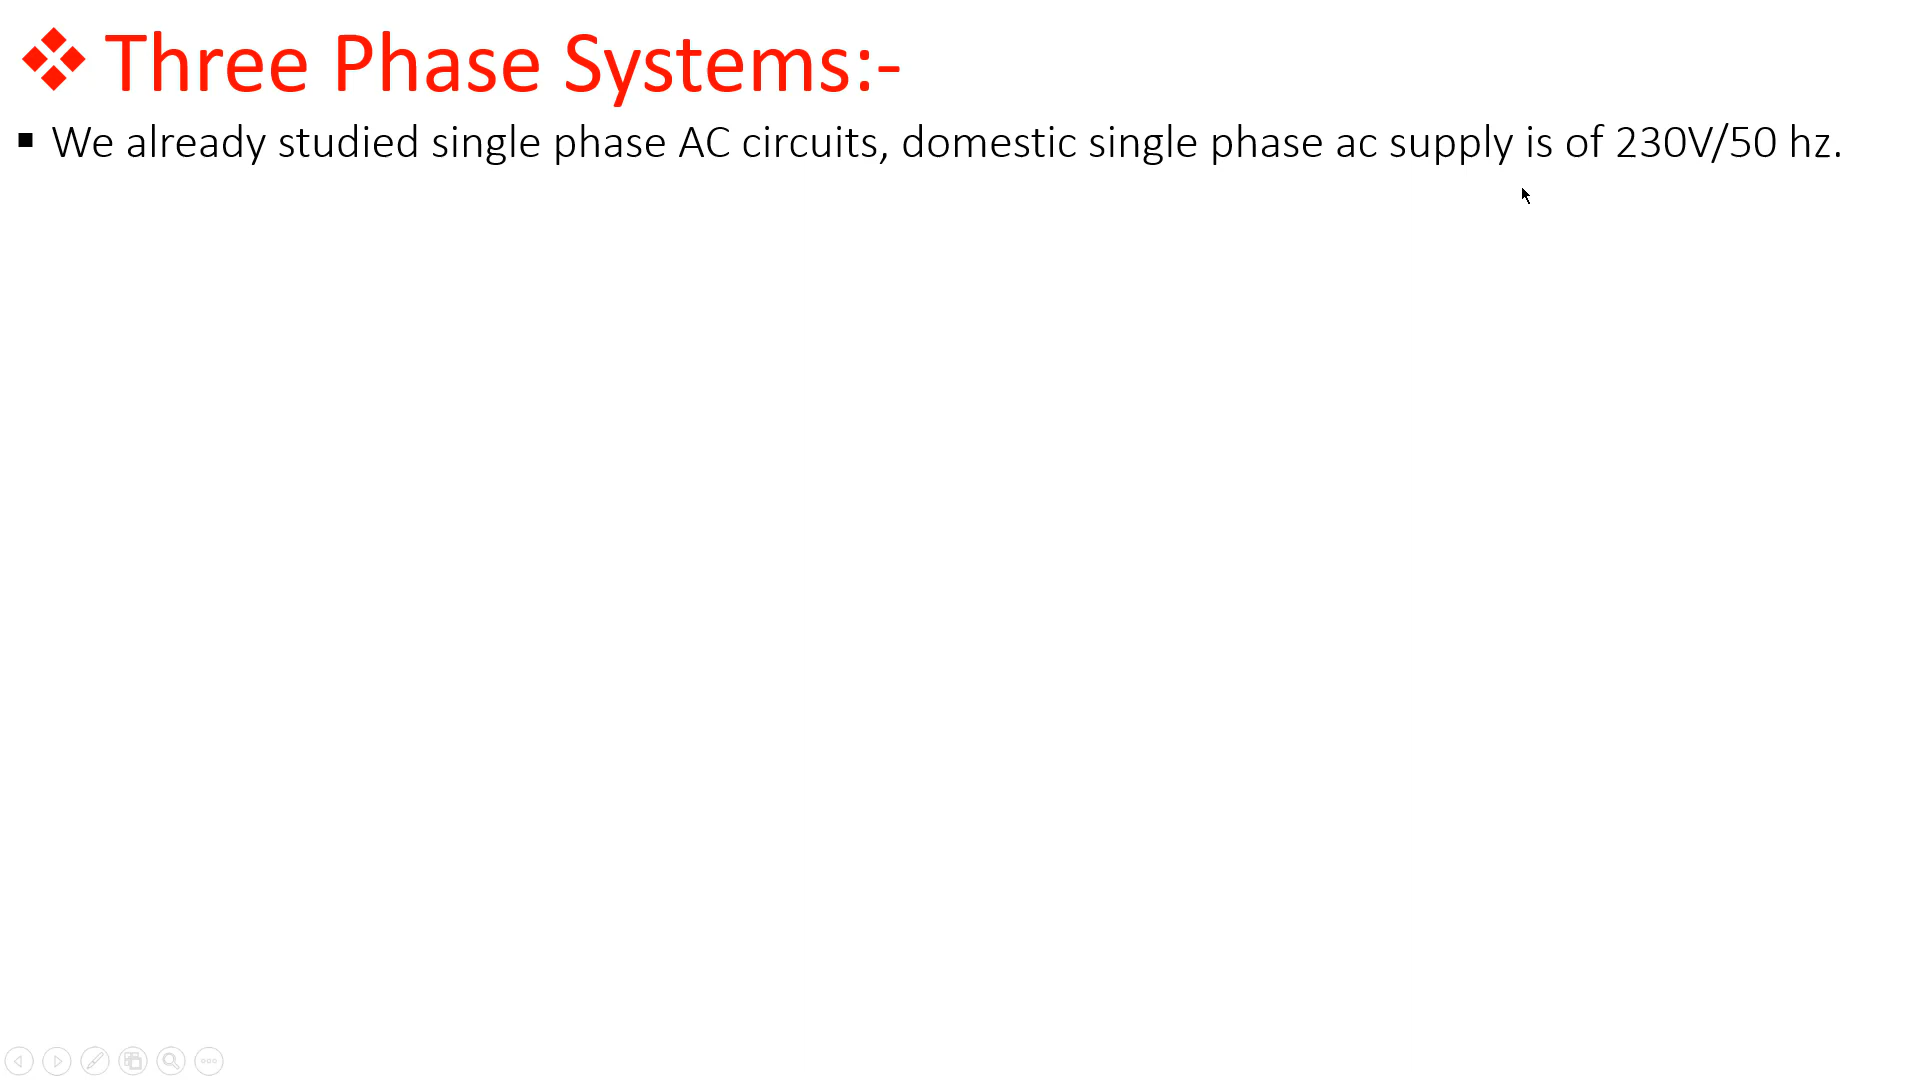 ❖ Three Phase Systems:-
▪ We already studied single phase AC circuits, domestic single phase ac supply is of 230V/50 hz.